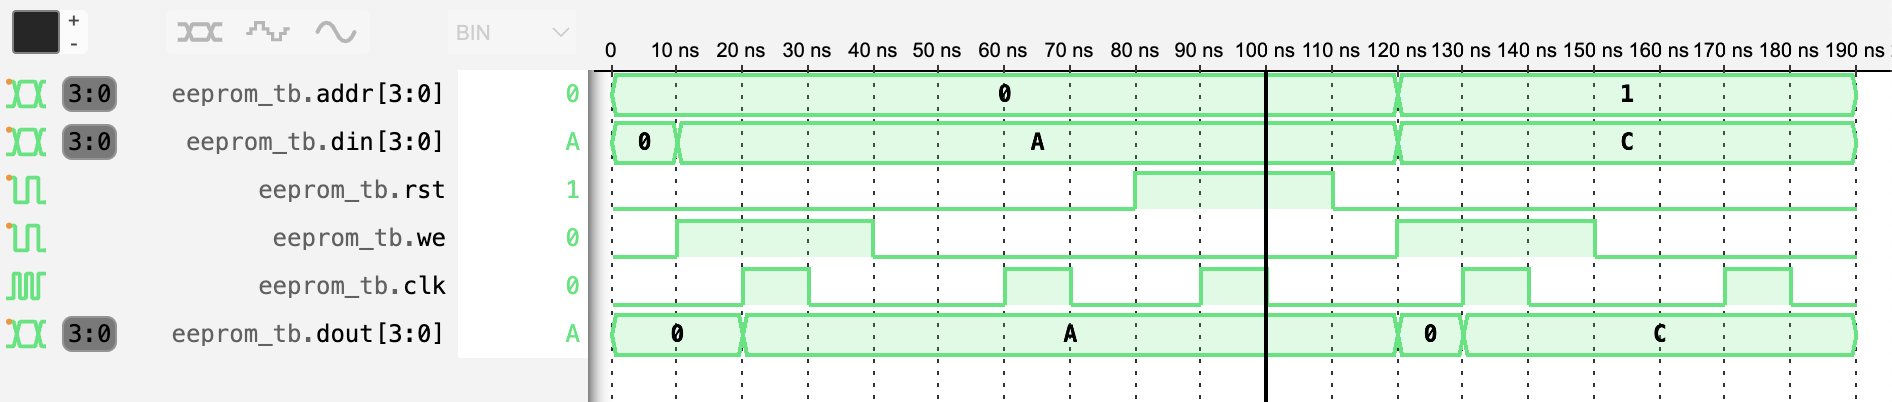 +
-
BIN
0 10 ns 20 ns 30 ns 40 ns 50 ns 60 ns 70 ns 80 ns 90 ns 100 ns 110 ns 120 ns 130 ns 140 ns 150 ns 160 ns 170 ns 180 ns 190 ns
3:0 eeprom_tb.addr[3:0] 0 0 1
3:0 eeprom_tb.din[3:0] A 0 A C
eeprom_tb.rst 1
eeprom_tb.we 0
eeprom_tb.clk 0
3:0 eeprom_tb.dout[3:0] A 0 A 0 C